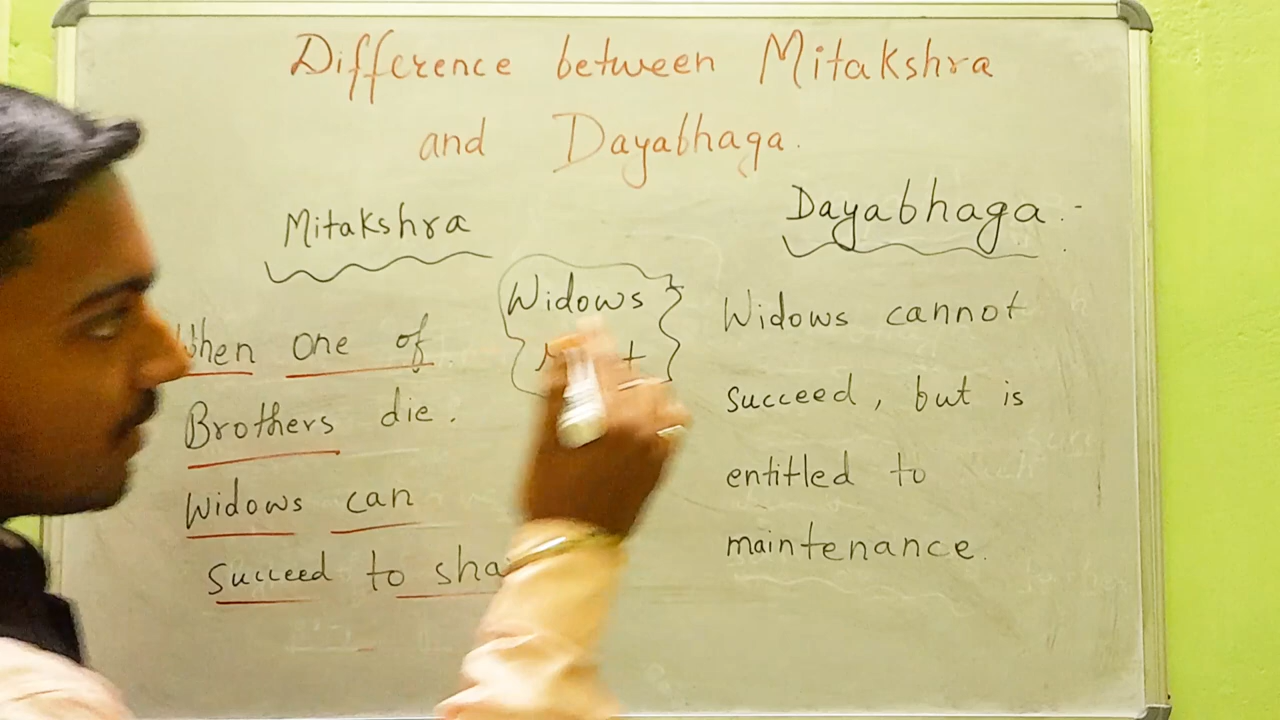 Difference between Mitakshra
and Dayabhaga.
Mitakshra
When one of
Brothers die.
Widows can
Succeed to sha
Widows
Dayabhaga :-
Widows cannot
succeed, but is
entitled to
maintenance.